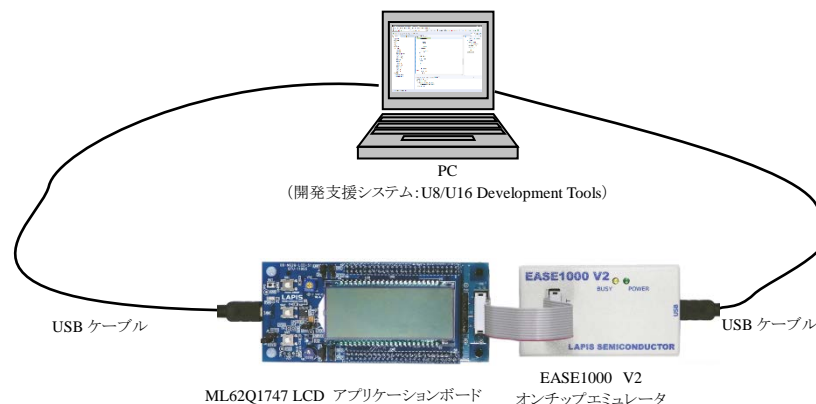 PC
(開発支援システム:U8/U16 Development Tools)
LAPIS
EASE1000 V2
BUSY POWER
USB
LAPIS SEMICONDUCTOR
USB ケーブル
USB ケーブル
ML62Q1747 LCD アプリケーションボード
EASE1000 V2
オンチップエミュレータ